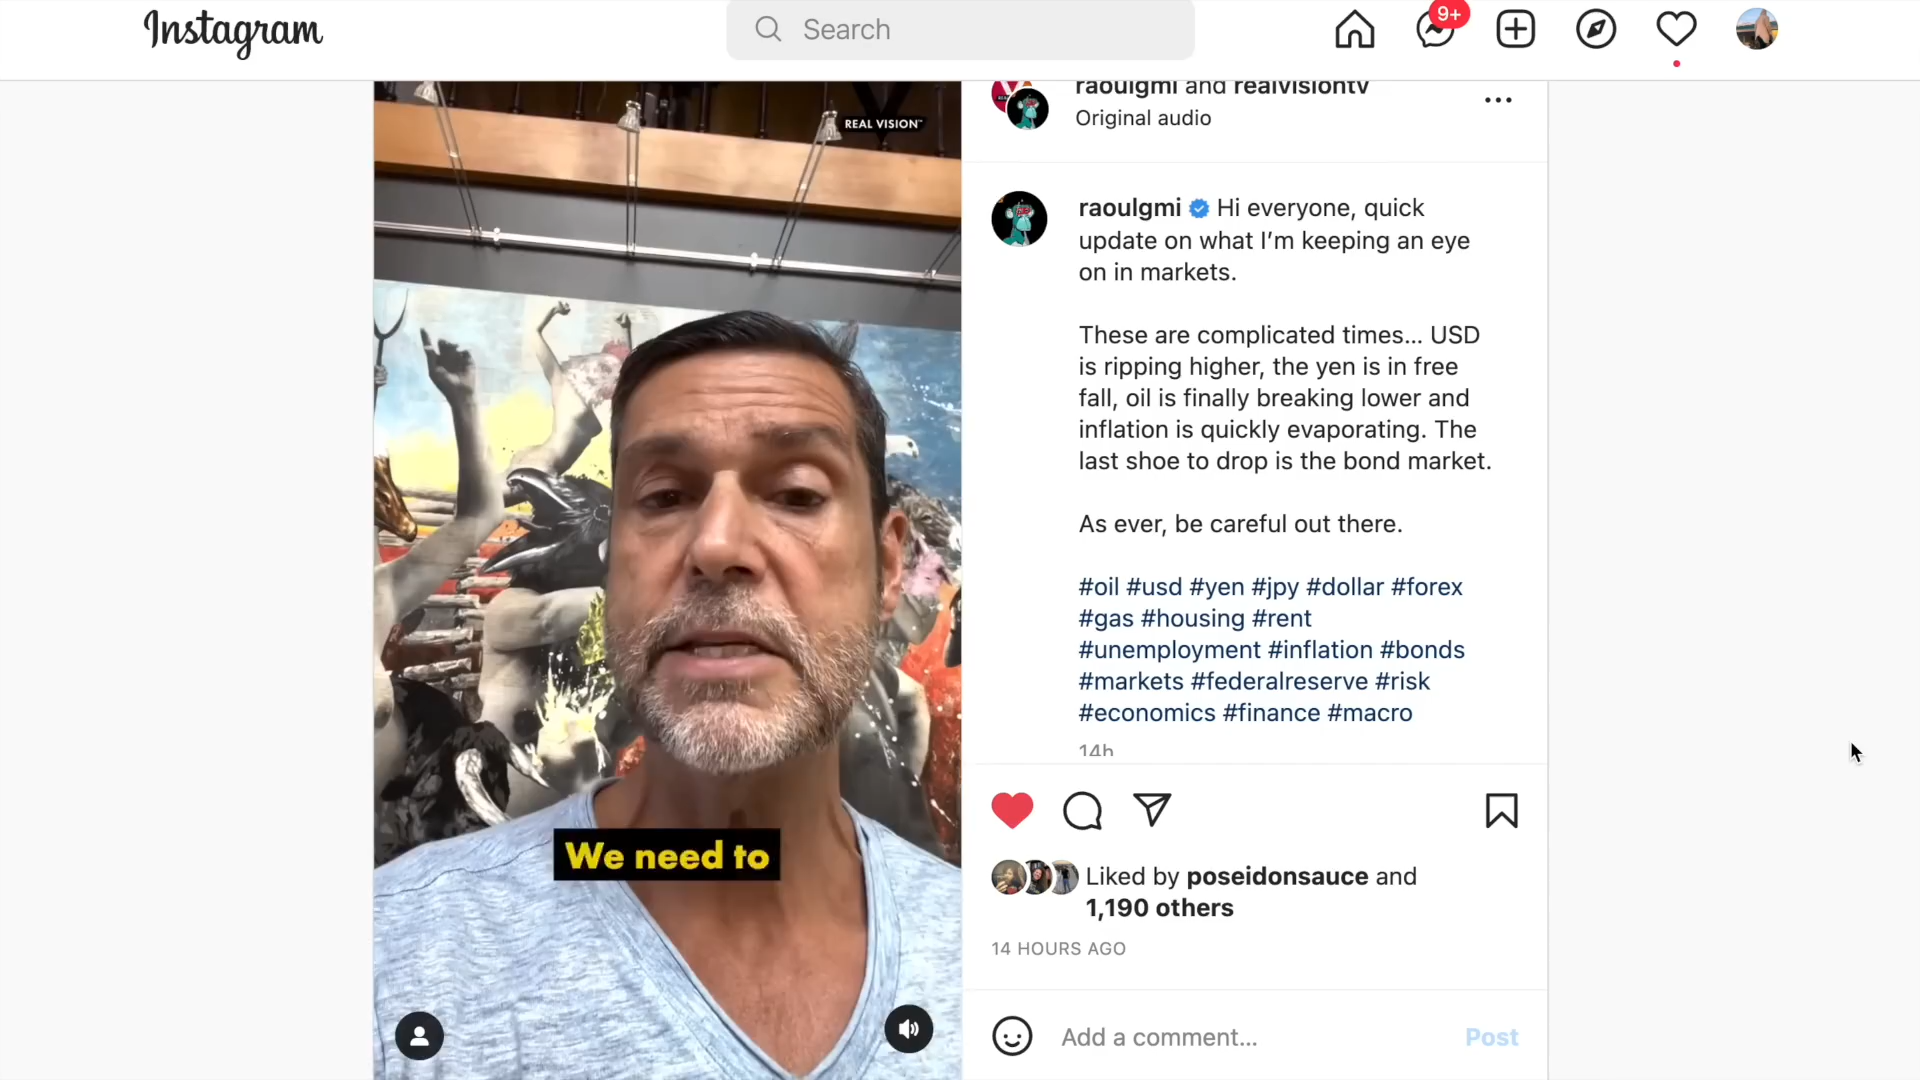 Instagram
Search
9+
REAL VISION™
We need to
raoulgmi and realvisiontv
Original audio
raoulgmi Hi everyone, quick
update on what I’m keeping an eye
on in markets.
These are complicated times... USD
is ripping higher, the yen is in free
fall, oil is finally breaking lower and
inflation is quickly evaporating. The
last shoe to drop is the bond market.
As ever, be careful out there.
#oil #usd #yen #jpy #dollar #forex
#gas #housing #rent
#unemployment #inflation #bonds
#markets #federalreserve #risk
#economics #finance #macro
14h
Liked by poseidonsauce and
1,190 others
14 HOURS AGO
Add a comment...
Post